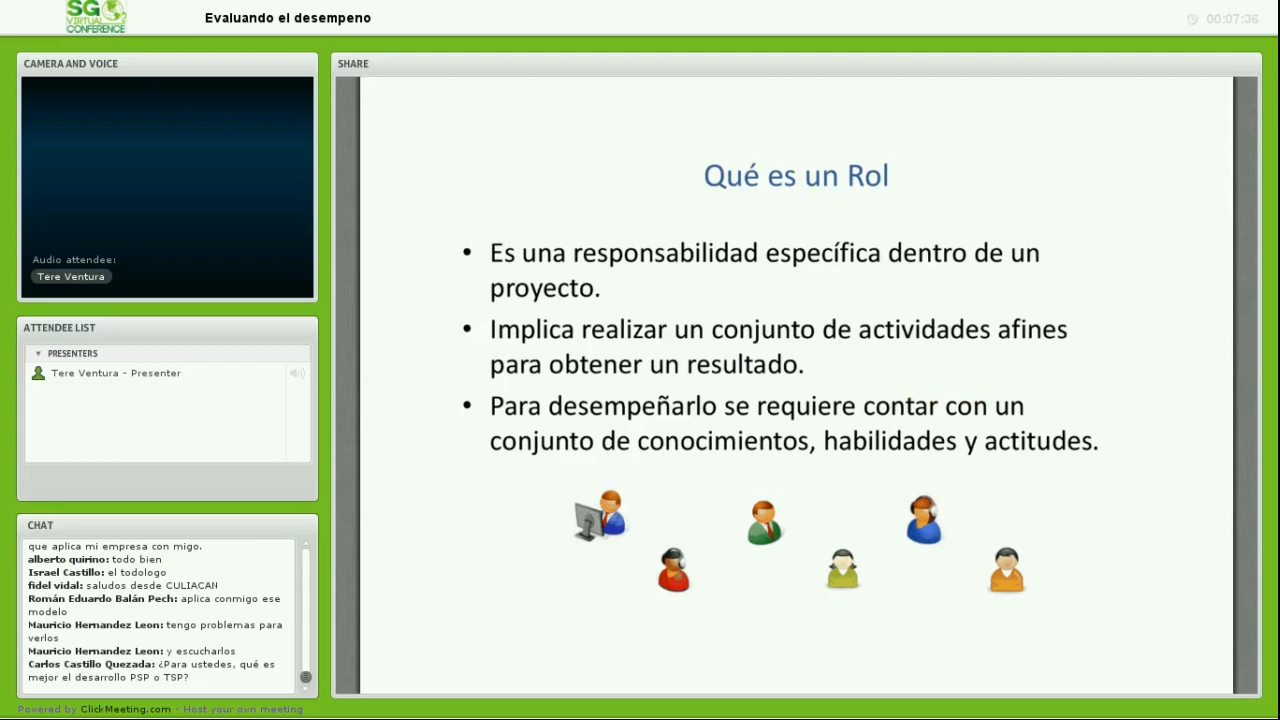 SG
VIRTUAL
CONFERENCE
Evaluando el desempeno
00:07:36
CAMERA AND VOICE
Audio attendee:
Tere Ventura
ATTENDEE LIST
PRESENTERS
Tere Ventura - Presenter
CHAT
que aplica mi empresa con migo.
alberto quirino: todo bien
Israel Castillo: el todologo
fidel vidal: saludos desde CULIACAN
Román Eduardo Balán Pech: aplica conmigo ese
modelo
Mauricio Hernandez Leon: tengo problemas para
verlos
Mauricio Hernandez Leon: y escucharlos
Carlos Castillo Quezada: ¿Para ustedes, qué es
mejor el desarrollo PSP o TSP?
SHARE
Qué es un Rol
• Es una responsabilidad específica dentro de un
proyecto.
• Implica realizar un conjunto de actividades afines
para obtener un resultado.
• Para desempeñarlo se requiere contar con un
conjunto de conocimientos, habilidades y actitudes.
Powered by ClickMeeting.com - Host your own meeting